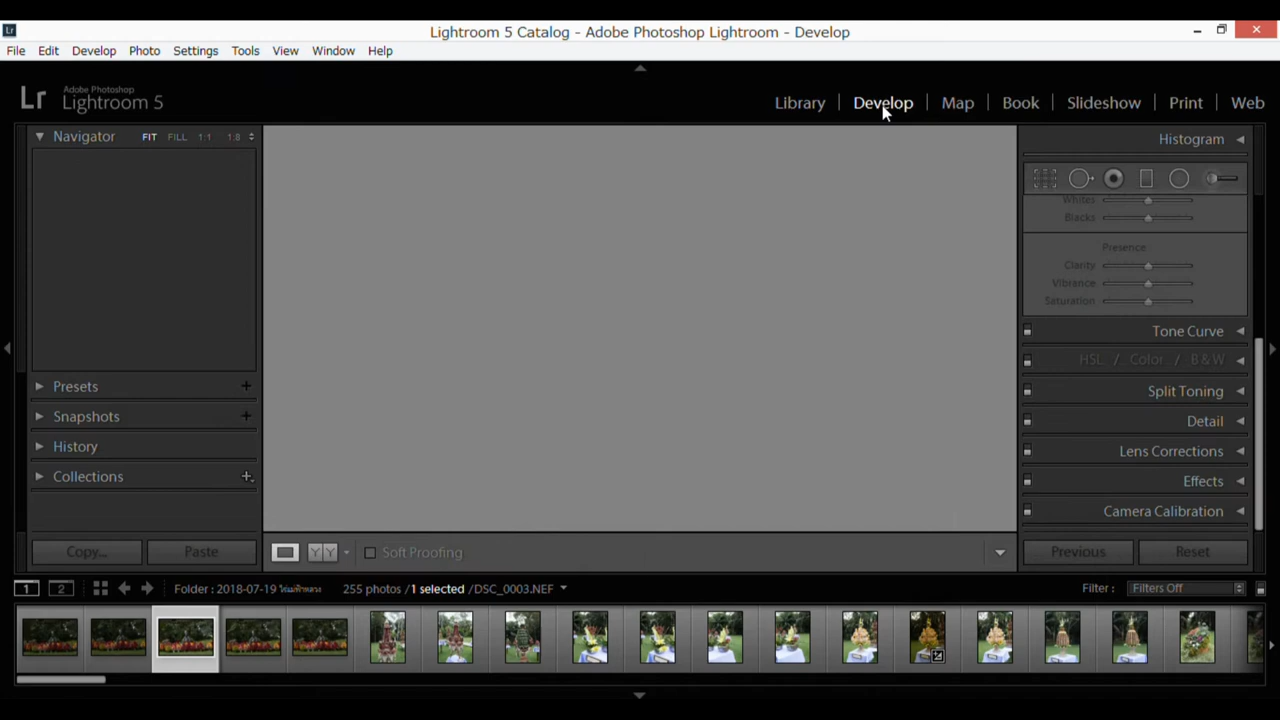 Lr
Lightroom 5 Catalog - Adobe Photoshop Lightroom - Develop
File Edit Develop Photo Settings Tools View Window Help
Lr Adobe Photoshop
Lightroom 5
Library Develop Map Book Slideshow Print Web
Navigator FIT FILL 1:1 1:8
Histogram
Whites
Blacks
Presence
Clarity
Vibrance
Saturation
Tone Curve
HSL / Color / B&W
Presets
Split Toning
Snapshots
Detail
History
Lens Corrections
Collections
Effects
Camera Calibration
Copy... Paste
YY
Soft Proofing
Previous Reset
1 2 Folder : 2018-07-19 255 photos /1 selected /DSC_0003.NEF Filter : Filters Off